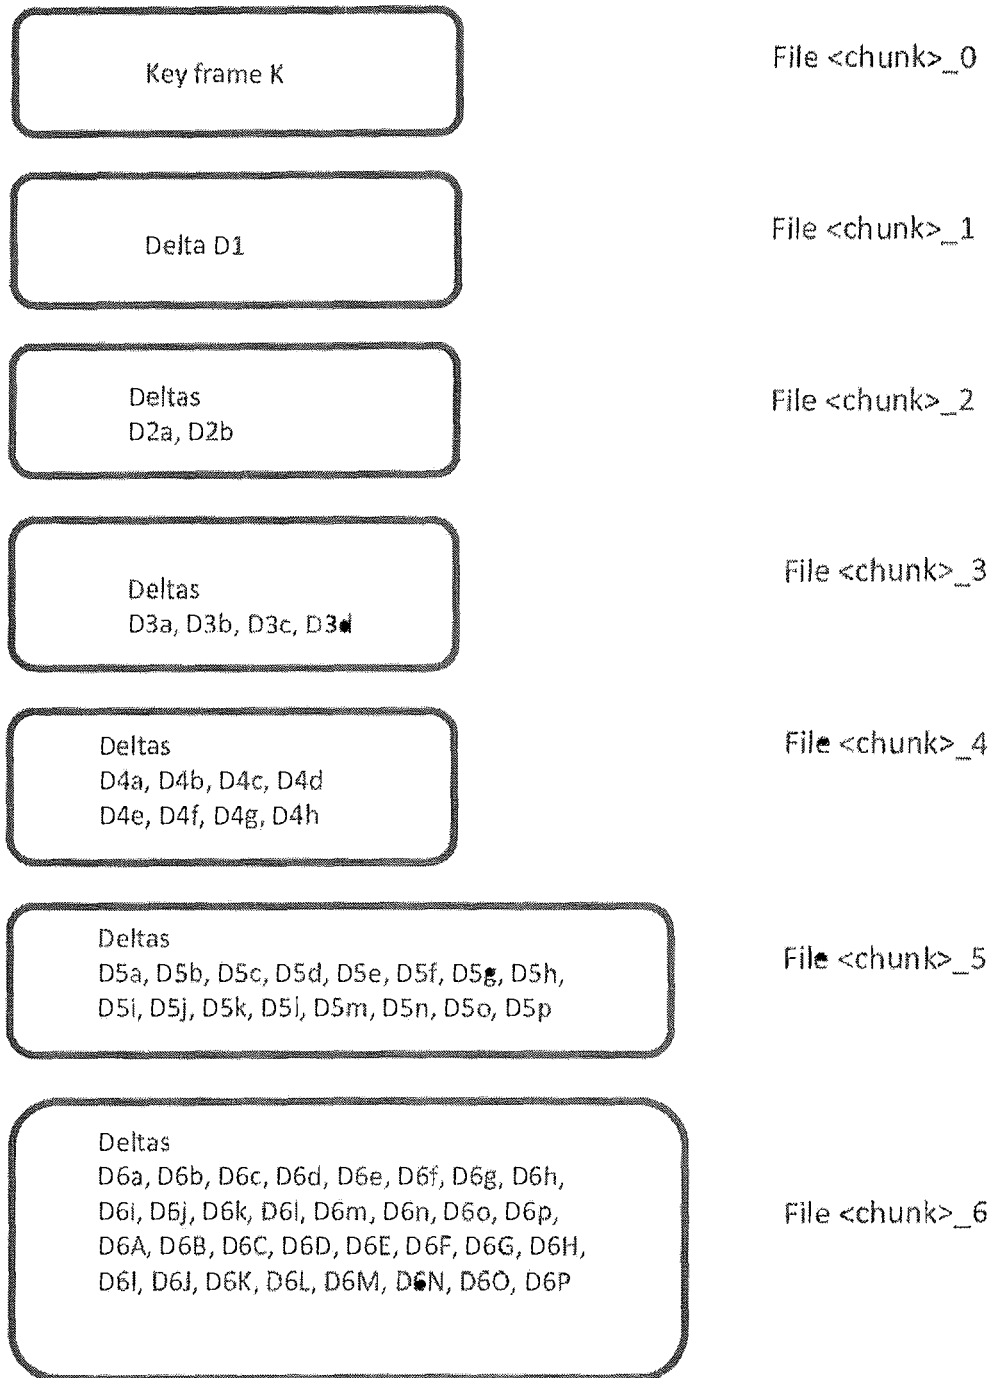 Key frame K
File <chunk>_0
Delta D1
File <chunk>_1
Deltas
D2a, D2b
File <chunk>_2
Deltas
D3a, D3b, D3c, D3d
File <chunk>_3
Deltas
D4a, D4b, D4c, D4d
D4e, D4f, D4g, D4h
File <chunk>_4
Deltas
D5a, D5b, D5c, D5d, D5e, D5f, D5g, D5h,
D5i, D5j, D5k, D5l, D5m, D5n, D5o, D5p
File <chunk>_5
Deltas
D6a, D6b, D6c, D6d, D6e, D6f, D6g, D6h,
D6i, D6j, D6k, D6l, D6m, D6n, D6o, D6p,
D6A, D6B, D6C, D6D, D6E, D6F, D6G, D6H,
D6I, D6J, D6K, D6L, D6M, D6N, D6O, D6P
File <chunk>_6